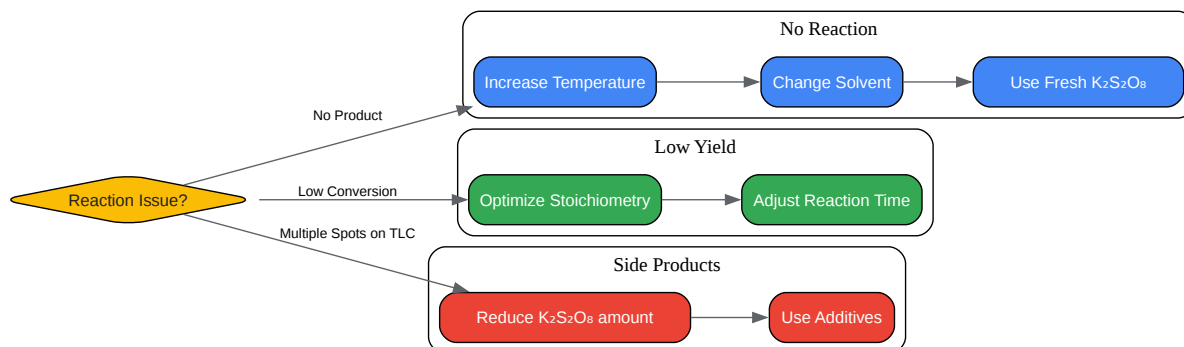 No Reaction
Increase Temperature
Change Solvent
Use Fresh K₂S₂O₈
No Product
Low Yield
Reaction Issue?
Low Conversion
Optimize Stoichiometry
Adjust Reaction Time
Multiple Spots on TLC
Side Products
Reduce K₂S₂O₈ amount
Use Additives